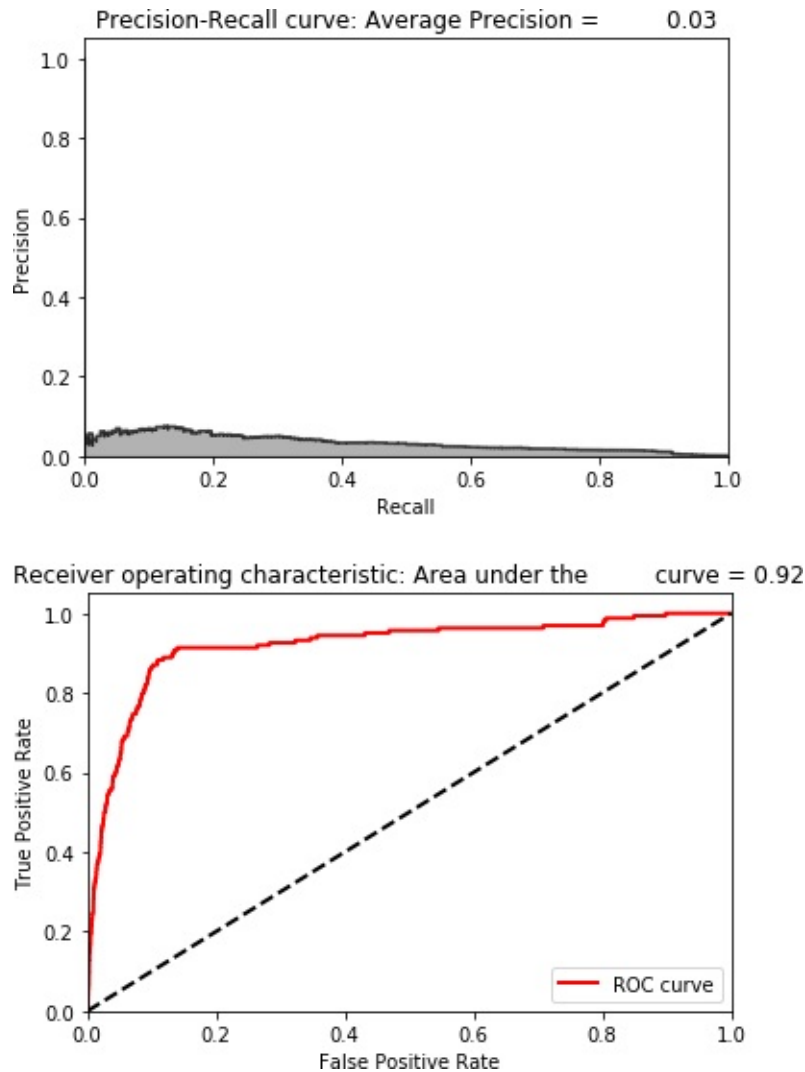 Precision-Recall curve: Average Precision = 0.03
1.0
0.8
0.6
0.4
0.2
0.0
Precision
0.0 0.2 0.4 0.6 0.8 1.0
Recall
Receiver operating characteristic: Area under the curve = 0.92
1.0
0.8
0.6
0.4
0.2
0.0
True Positive Rate
ROC curve
0.0 0.2 0.4 0.6 0.8 1.0
False Positive Rate